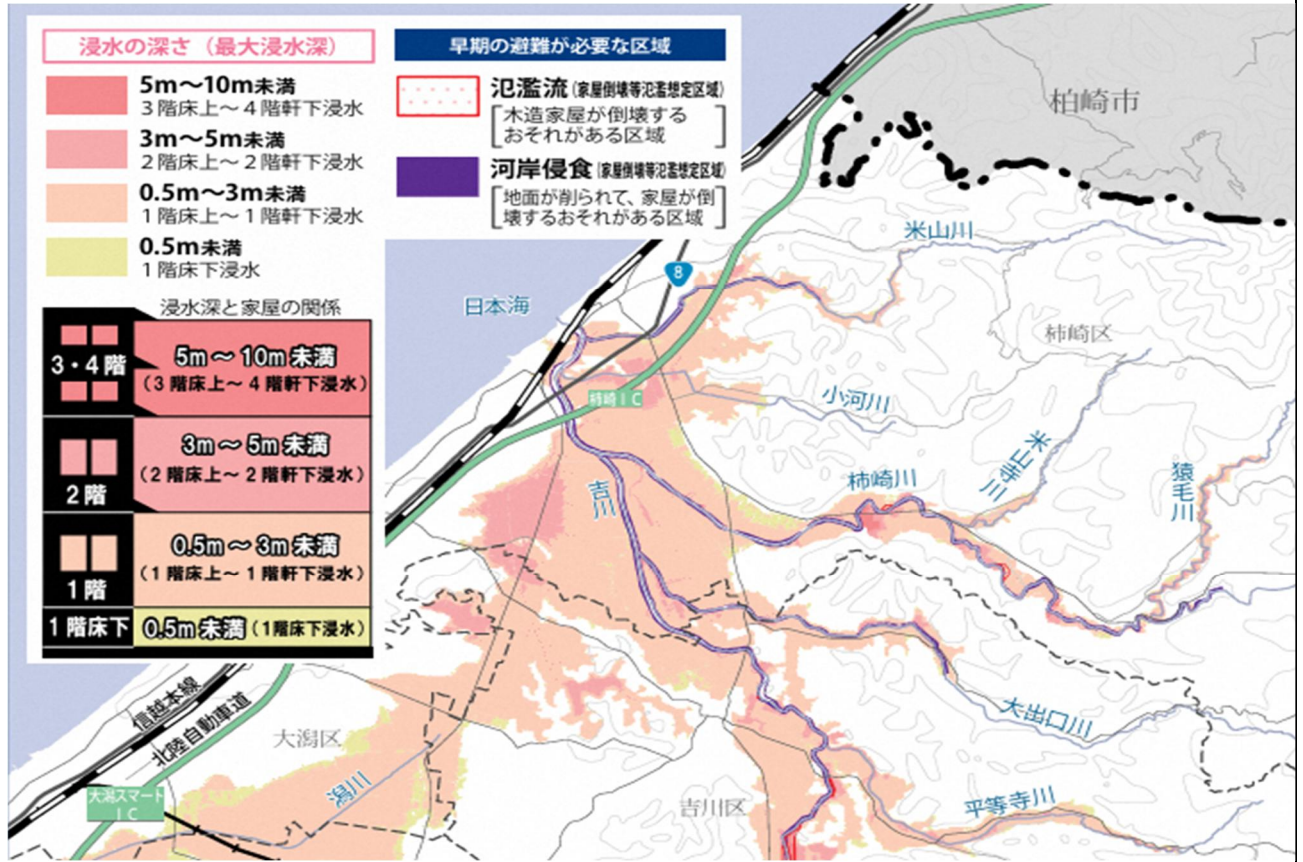 浸水の深さ（最大浸水深）
5m～10m未満
3階床上～4階軒下浸水
3m～5m未満
2階床上～2階軒下浸水
0.5m～3m未満
1階床上～1階軒下浸水
0.5m未満
1階床下浸水
早期の避難が必要な区域
氾濫流(家屋倒壊等氾濫想定区域)
木造家屋が倒壊する
おそれがある区域
河岸侵食(家屋倒壊等氾濫想定区域)
地面が削られて、家屋が倒
壊するおそれがある区域
浸水深と家屋の関係
3・4階
5m～10m未満
(3階床上～4階軒下浸水)
2階
3m～5m未満
(2階床上～2階軒下浸水)
1階
0.5m～3m未満
(1階床上～1階軒下浸水)
1階床下
0.5m未満(1階床下浸水)
柏崎市
米山川
8
日本海
柿崎区
柿崎IC
小河川
米山寺川
柿崎川
猿毛川
吉川
信越本線
北陸自動車道
大潟区
大出口川
大潟スマート
IC
潟川
吉川区
平等寺川